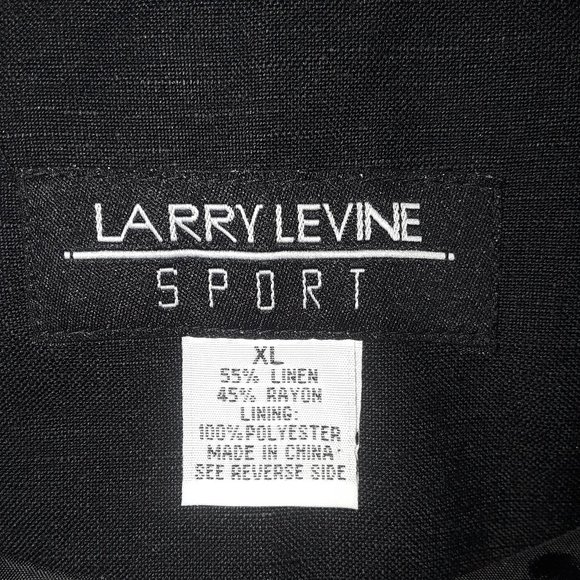 LARRY LEVINE
SPORT
XL
55% LINEN
45% RAYON
LINING:
100% POLYESTER
MADE IN CHINA
SEE REVERSE SIDE